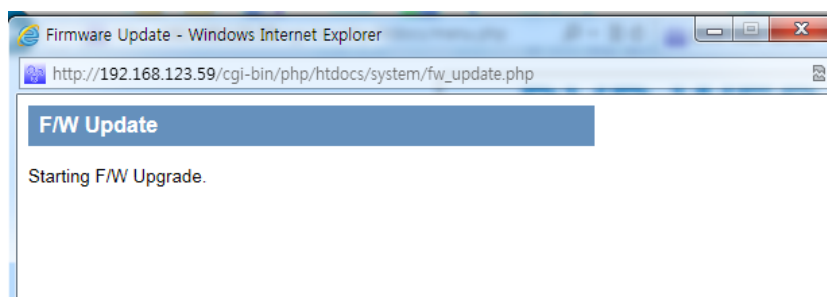 Firmware Update - Windows Internet Explorer
http://192.168.123.59/cgi-bin/php/htdocs/system/fw_update.php
F/W Update
Starting F/W Upgrade.